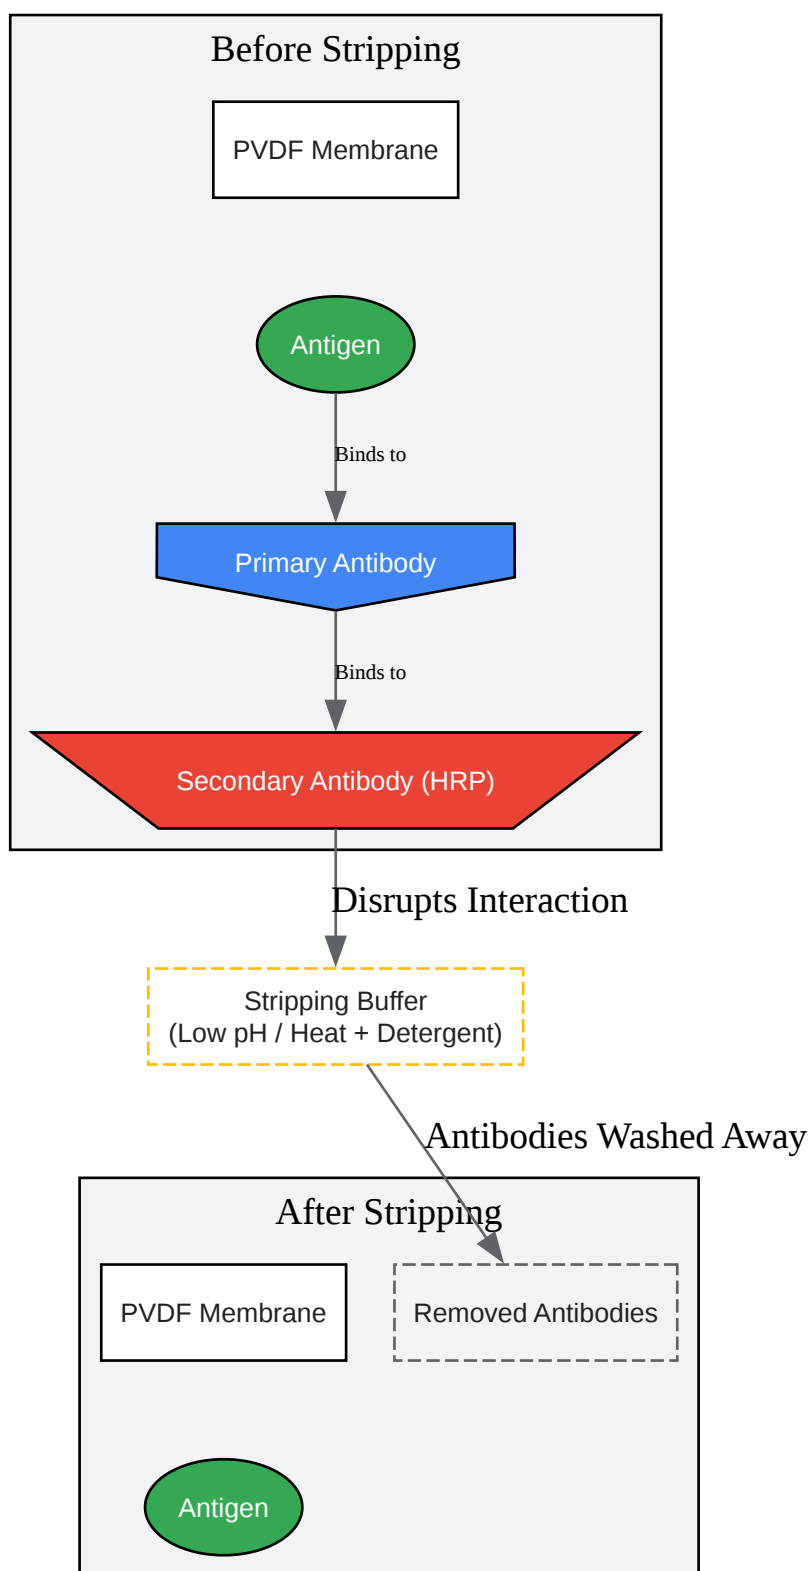 Before Stripping
PVDF Membrane
Antigen
Binds to
Primary Antibody
Binds to
Secondary Antibody (HRP)
Disrupts Interaction
Stripping Buffer
(Low pH / Heat + Detergent)
Antibodies Washed Away
After Stripping
PVDF Membrane
Removed Antibodies
Antigen